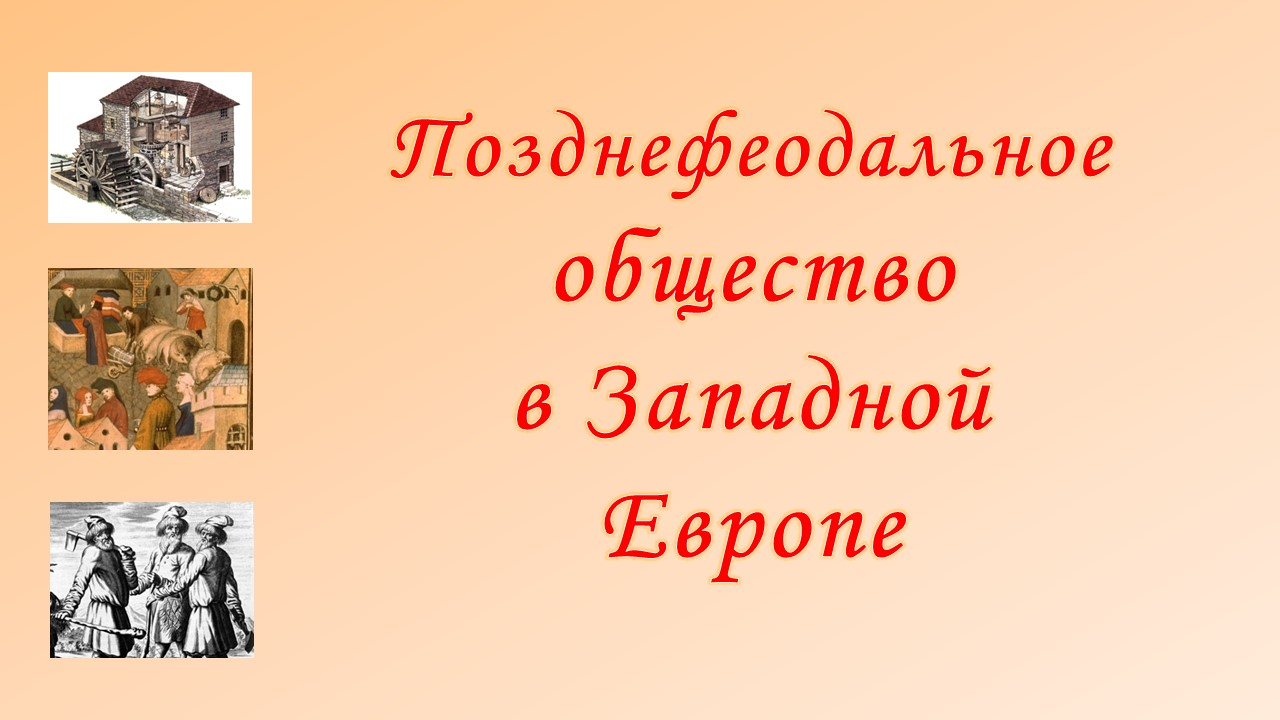 Позднефеодальное
общество
в Западной
Европе